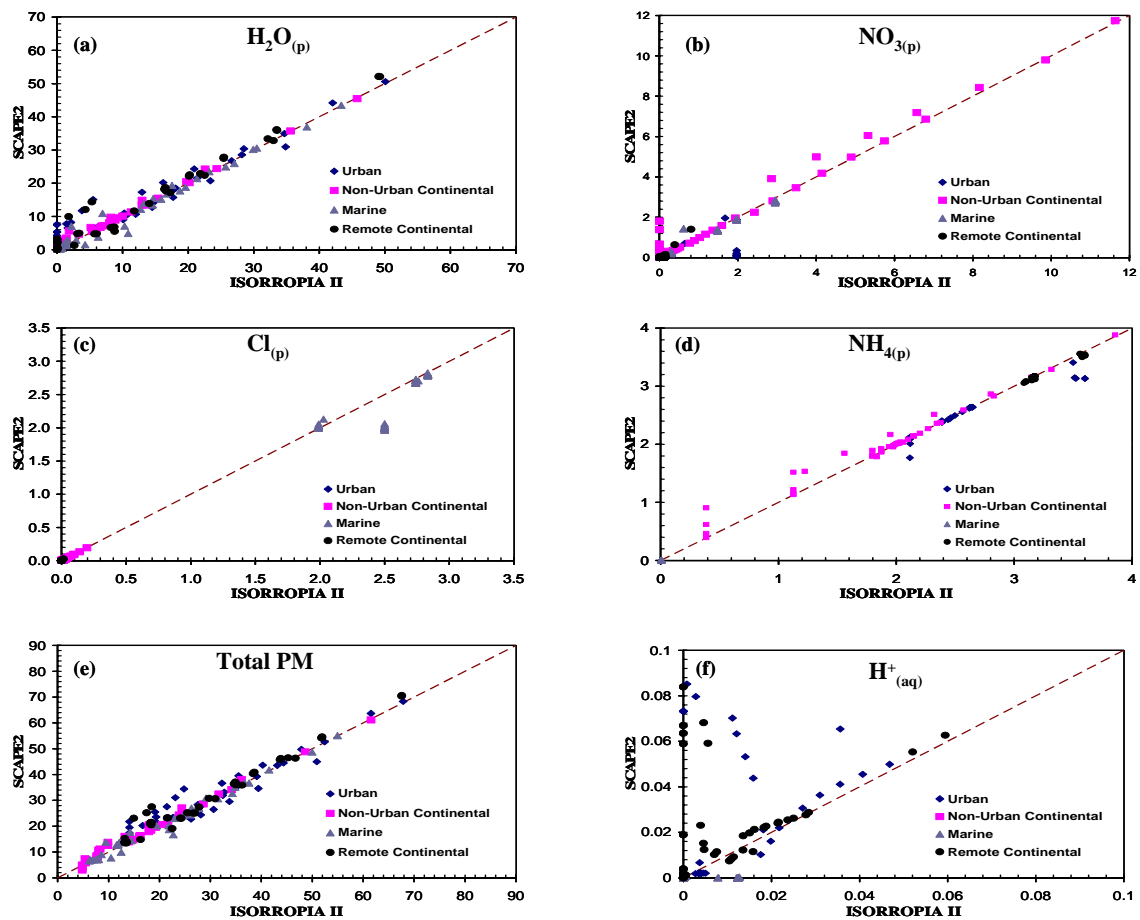 (a)
H₂O(p)
70
60
50
40
30
20
10
0
SCAPE2
Urban
Non-Urban Continental
Marine
Remote Continental
0 10 20 30 40 50 60 70
ISORROPIA II
(b)
NO₃(p)
12
10
8
6
4
2
0
SCAPE2
Urban
Non-Urban Continental
Marine
Remote Continental
0 2 4 6 8 10 12
ISORROPIA II
(c)
Cl(p)
3.5
3.0
2.5
2.0
1.5
1.0
0.5
0.0
SCAPE2
Urban
Non-Urban Continental
Marine
Remote Continental
0.0 0.5 1.0 1.5 2.0 2.5 3.0 3.5
ISORROPIA II
(d)
NH₄(p)
4
3
2
1
0
SCAPE2
Urban
Non-Urban Continental
Marine
Remote Continental
0 1 2 3 4
ISORROPIA II
(e)
Total PM
90
80
70
60
50
40
30
20
10
0
SCAPE2
Urban
Non-Urban Continental
Marine
Remote Continental
0 10 20 30 40 50 60 70 80 90
ISORROPIA II
(f)
H⁺(aq)
0.1
0.08
0.06
0.04
0.02
0
SCAPE2
Urban
Non-Urban Continental
Marine
Remote Continental
0 0.02 0.04 0.06 0.08 0.1
ISORROPIA II